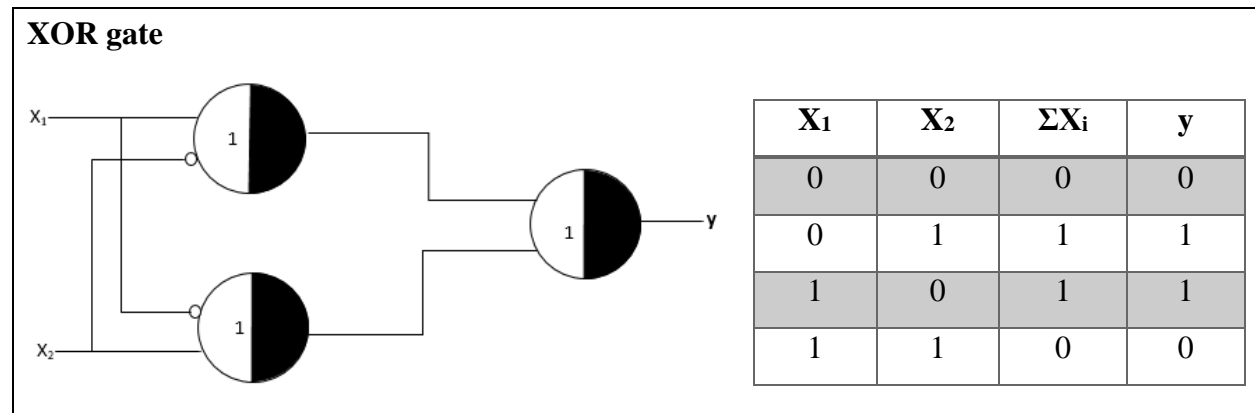 XOR gate
X₁
1
X₂
1
1
y
X₁ X₂ ΣXᵢ y
0 0 0 0
0 1 1 1
1 0 1 1
1 1 0 0